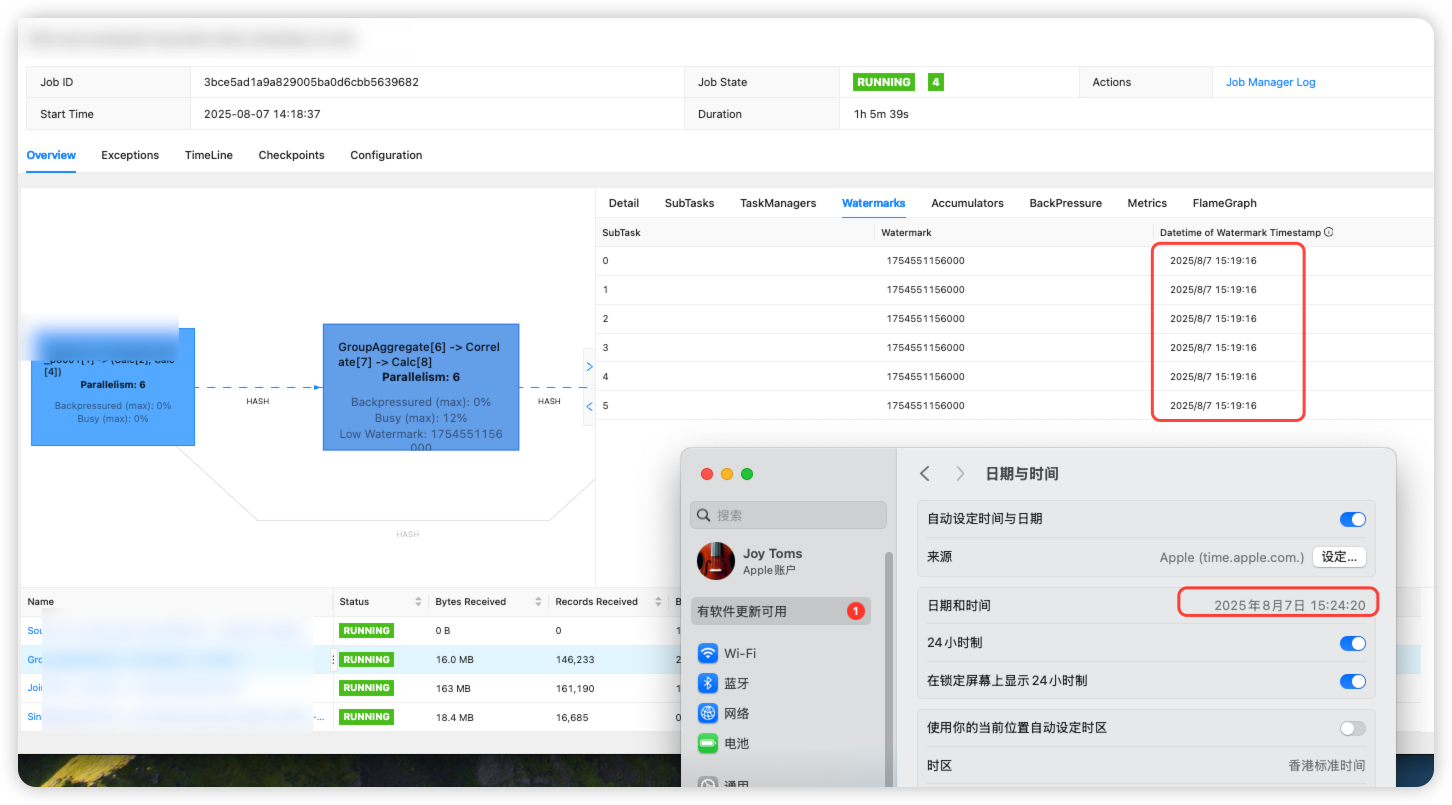 Job ID 3bce5ad1a9a829005ba0d6cbb5639682 Job State RUNNING 4 Actions Job Manager Log
Start Time 2025-08-07 14:18:37 Duration 1h 5m 39s
Overview Exceptions TimeLine Checkpoints Configuration
Detail SubTasks TaskManagers Watermarks Accumulators BackPressure Metrics FlameGraph
SubTask Watermark Datetime of Watermark Timestamp
0 1754551156000 2025/8/7 15:19:16
1 1754551156000 2025/8/7 15:19:16
2 1754551156000 2025/8/7 15:19:16
3 1754551156000 2025/8/7 15:19:16
4 1754551156000 2025/8/7 15:19:16
5 1754551156000 2025/8/7 15:19:16
[4])
Parallelism: 6
Backpressured (max): 0%
Busy (max): 0%
HASH
GroupAggregate[6] -> Correl
ate[7] -> Calc[8]
Parallelism: 6
Backpressured (max): 0%
Busy (max): 12%
Low Watermark: 1754551156
000
HASH
HASH
Name Status Bytes Received Records Received B
Sou RUNNING 0 B 0 1
Gro RUNNING 16.0 MB 146,233 2
Joi RUNNING 163 MB 161,190 1
Sin -... RUNNING 18.4 MB 16,685 0
搜索
Joy Toms
Apple账户
有软件更新可用 1
Wi-Fi
蓝牙
网络
电池
通用
日期与时间
自动设定时间与日期
来源 Apple (time.apple.com.) 设定...
日期和时间 2025年8月7日 15:24:20
24小时制
在锁定屏幕上显示24小时制
使用你的当前位置自动设定时区
时区 香港标准时间